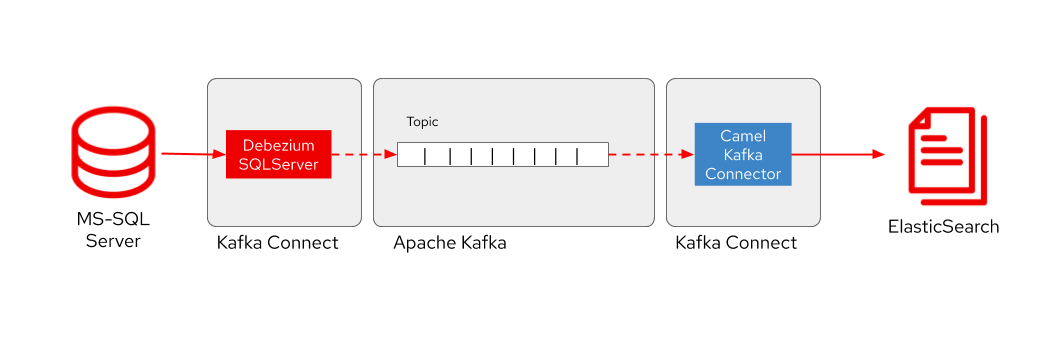 Topic
Debezium
SQLServer
Camel
Kafka
Connector
MS-SQL
Server
Kafka Connect
Apache Kafka
Kafka Connect
ElasticSearch